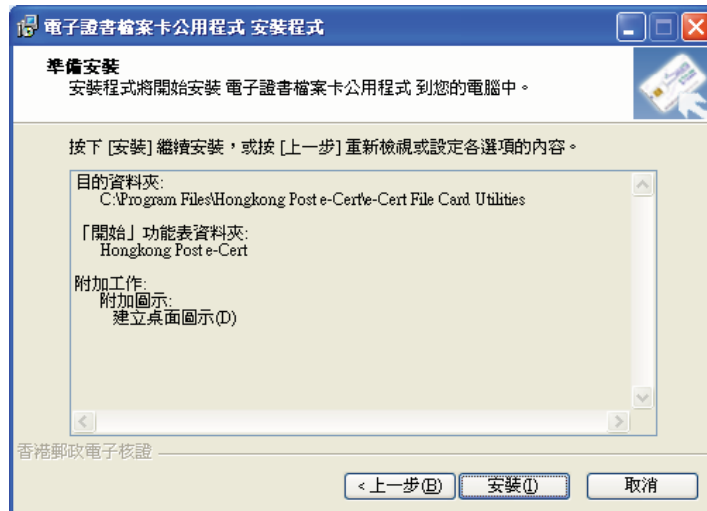 電子證書檔案卡公用程式 安裝程式
準備安裝
安裝程式將開始安裝 電子證書檔案卡公用程式 到您的電腦中。
按下 [安裝] 繼續安裝，或按 [上一步] 重新檢視或設定各選項的內容。
目的資料夾:
C:\Program Files\Hongkong Post e-Cert\e-Cert File Card Utilities
「開始」功能表資料夾:
Hongkong Post e-Cert
附加工作:
附加圖示:
建立桌面圖示(D)
香港郵政電子核證
<上一步(B)
安裝(I)
取消